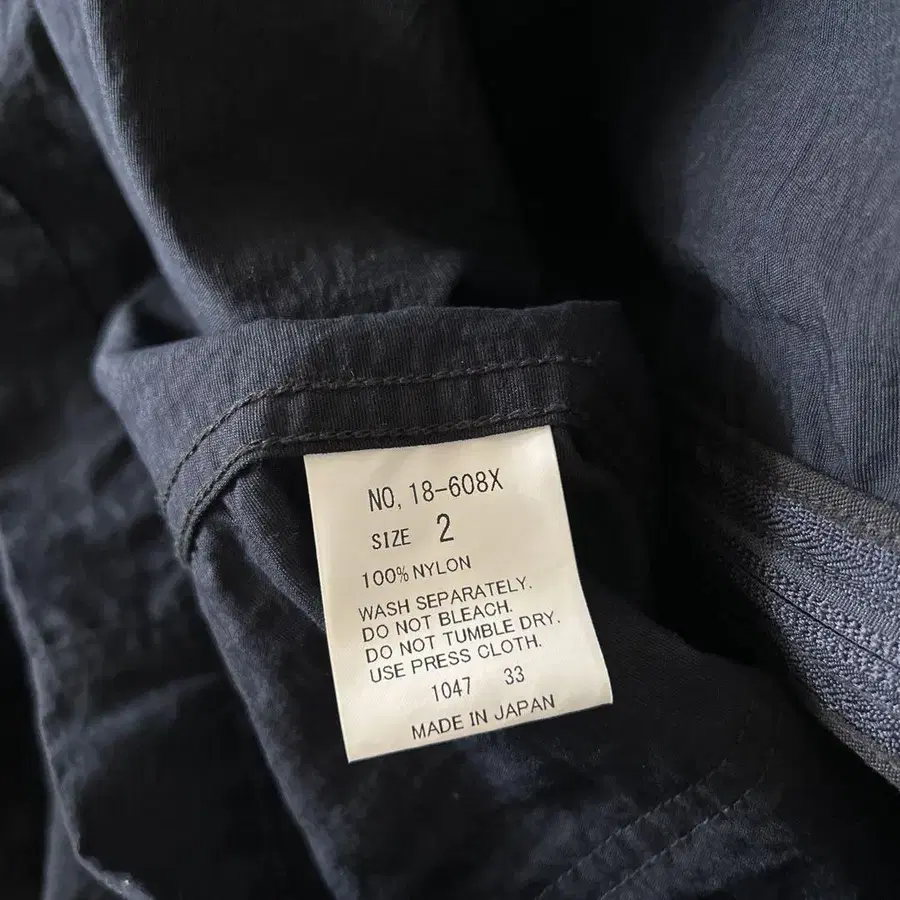 NO, 18-608X
SIZE 2
100% NYLON
WASH SEPARATELY.
DO NOT BLEACH.
DO NOT TUMBLE DRY.
USE PRESS CLOTH.
1047 33
MADE IN JAPAN